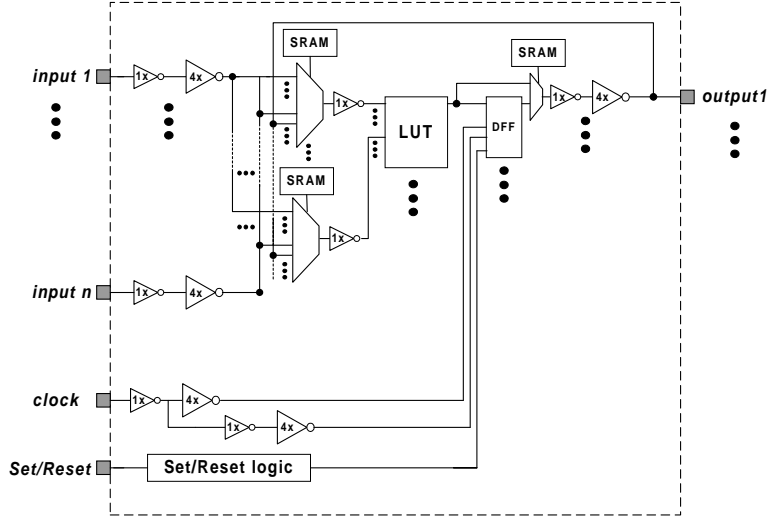 SRAM
SRAM
input 1
1x
4x
1x
LUT
DFF
1x
4x
output1
SRAM
1x
input n
1x
4x
clock
1x
4x
1x
4x
Set/Reset
Set/Reset logic